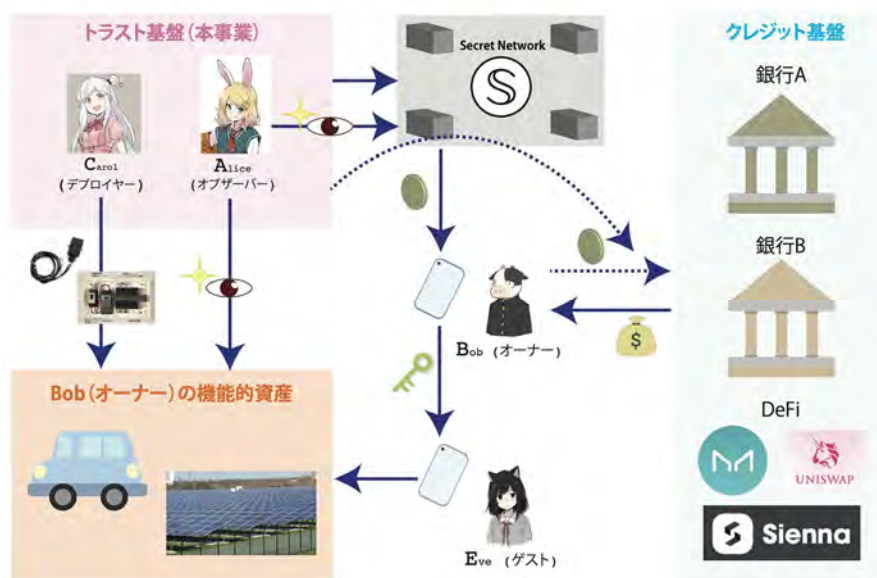 トラスト基盤(本事業)
Carol
(デプロイヤー)
Alice
(オブザーバー)
Secret Network
S
クレジット基盤
銀行A
銀行B
$
Bob (オーナー)
Bob(オーナー)の機能的資産
Eve (ゲスト)
DeFi
UNISWAP
Sienna